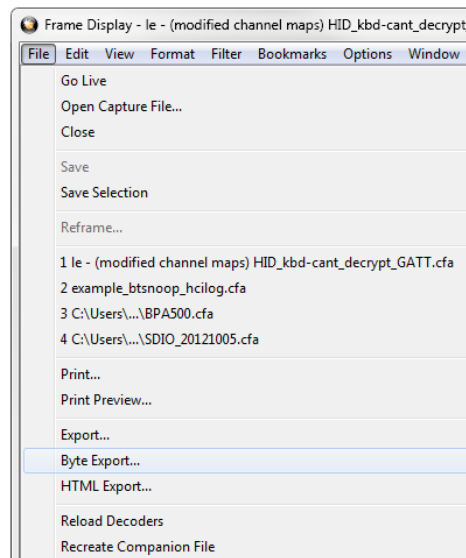 Frame Display - le - (modified channel maps) HID_kbd-cant_decrypt_
File Edit View Format Filter Bookmarks Options Window
Go Live
Open Capture File...
Close
Save
Save Selection
Reframe...
1 le - (modified channel maps) HID_kbd-cant_decrypt_GATT.cfa
2 example_btsnoop_hcilog.cfa
3 C:\Users\...\BPA500.cfa
4 C:\Users\...\SDIO_20121005.cfa
Print...
Print Preview...
Export...
Byte Export...
HTML Export...
Reload Decoders
Recreate Companion File